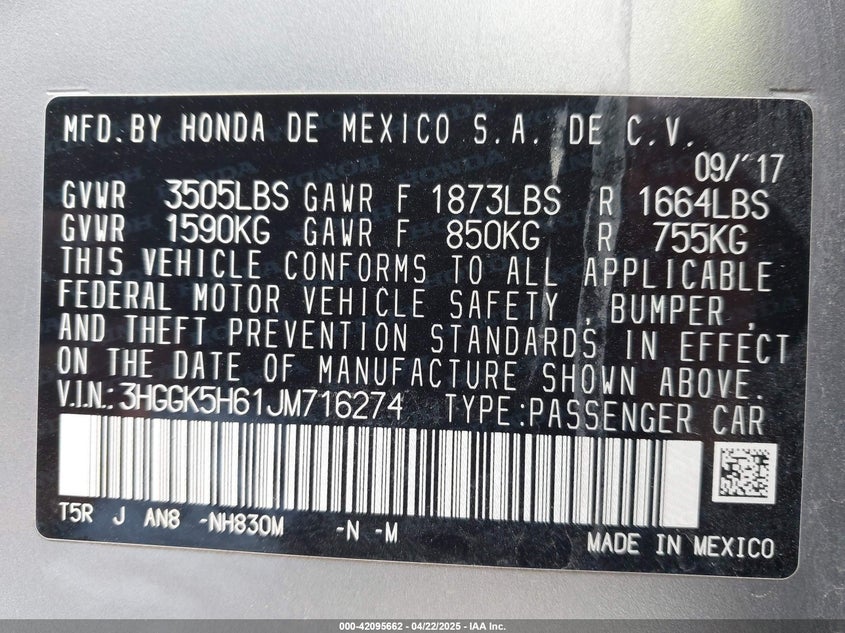 MFD.BY HONDA DE MEXICO S.A. DE C.V.
09/'17
GVWR 3505LBS GAWR F 1873LBS R 1664LBS
GVWR 1590KG GAWR F 850KG R 755KG
THIS VEHICLE CONFORMS TO ALL APPLICABLE
FEDERAL MOTOR VEHICLE SAFETY , BUMPER ,
AND THEFT PREVENTION STANDARDS IN EFFECT
ON THE DATE OF MANUFACTURE SHOWN ABOVE.
V.I.N.: 3HGGK5H61JM716274 TYPE:PASSENGER CAR
T5R J AN8 -NH830M -N -M
MADE IN MEXICO
000-42095662 - 04/22/2025 - IAA Inc.